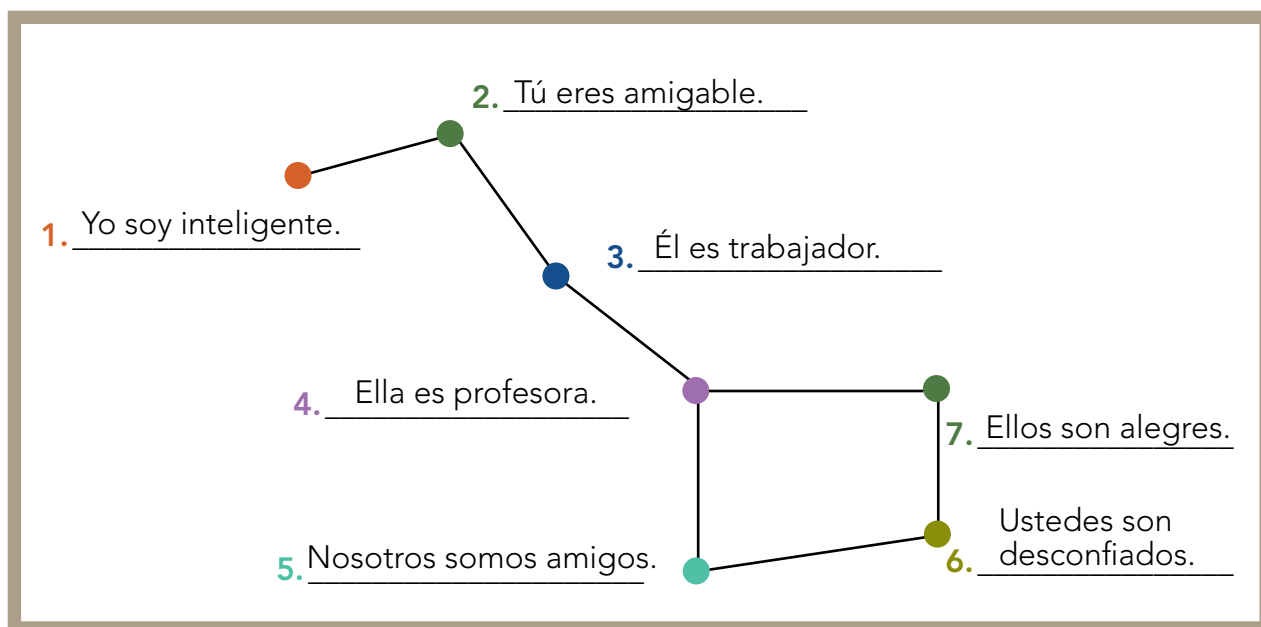 1. Yo soy inteligente.
2. Tú eres amigable.
3. Él es trabajador.
4. Ella es profesora.
5. Nosotros somos amigos.
6. Ustedes son
desconfiados.
7. Ellos son alegres.